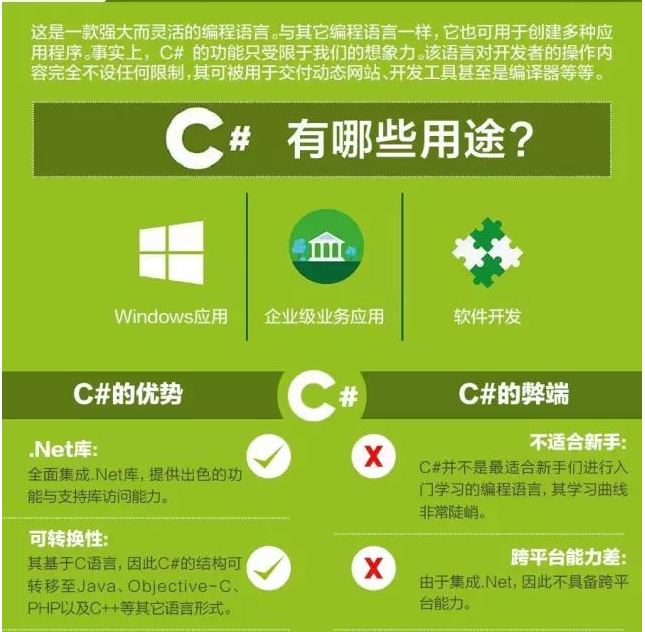 这是一款强大而灵活的编程语言。与其它编程语言一样，它也可用于创建多种应
用程序。事实上，C# 的功能只受限于我们的想象力。该语言对开发者的操作内
容完全不设任何限制，其可被用于交付动态网站、开发工具甚至是编译器等等。
C# 有哪些用途？
Windows应用
企业级业务应用
软件开发
C#的优势
C#
C#的弊端
.Net库:
全面集成.Net库，提供出色的功
能与支持库访问能力。
不适合新手:
C#并不是最适合新手们进行入
门学习的编程语言，其学习曲线
非常陡峭。
可转换性:
其基于C语言，因此C#的结构可
转移至Java、Objective-C、
PHP以及C++等其它语言形式。
跨平台能力差:
由于集成.Net，因此不具备跨平
台能力。